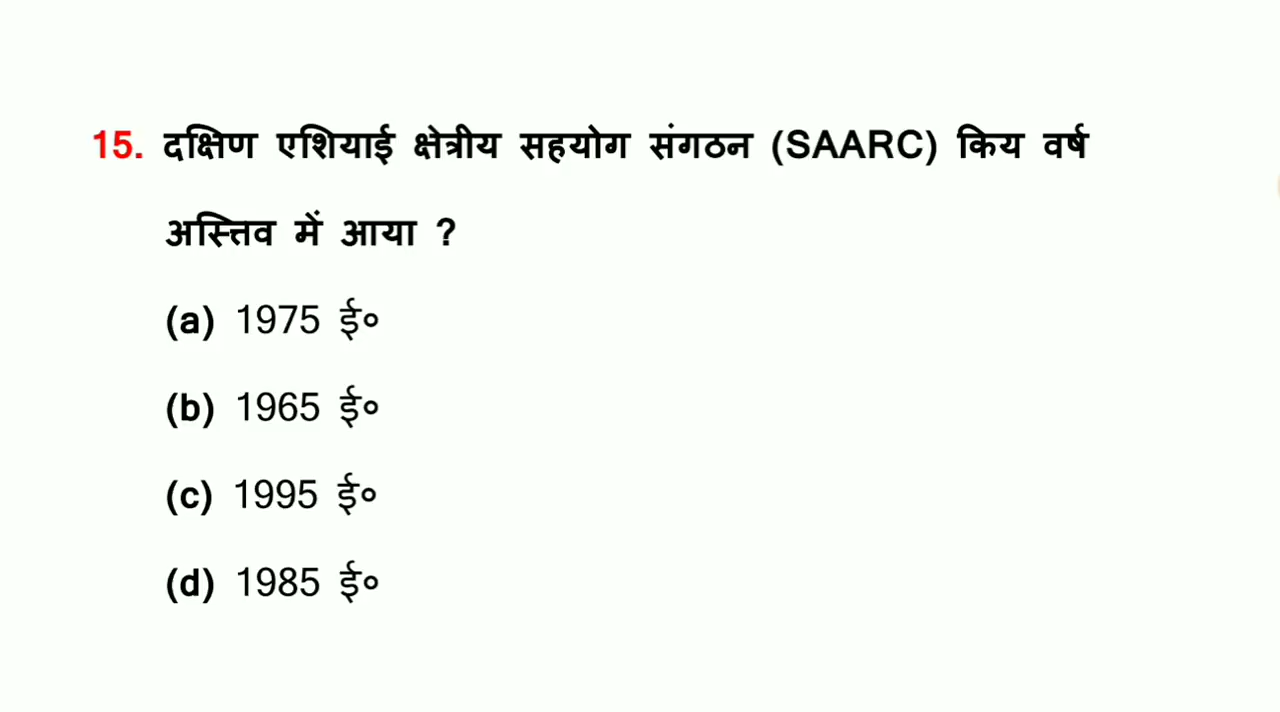 15. दक्षिण एशियाई क्षेत्रीय सहयोग संगठन (SAARC) किय वर्ष
अस्त्तिव में आया ?
(a) 1975 ई०
(b) 1965 ई०
(c) 1995 ई०
(d) 1985 ई०